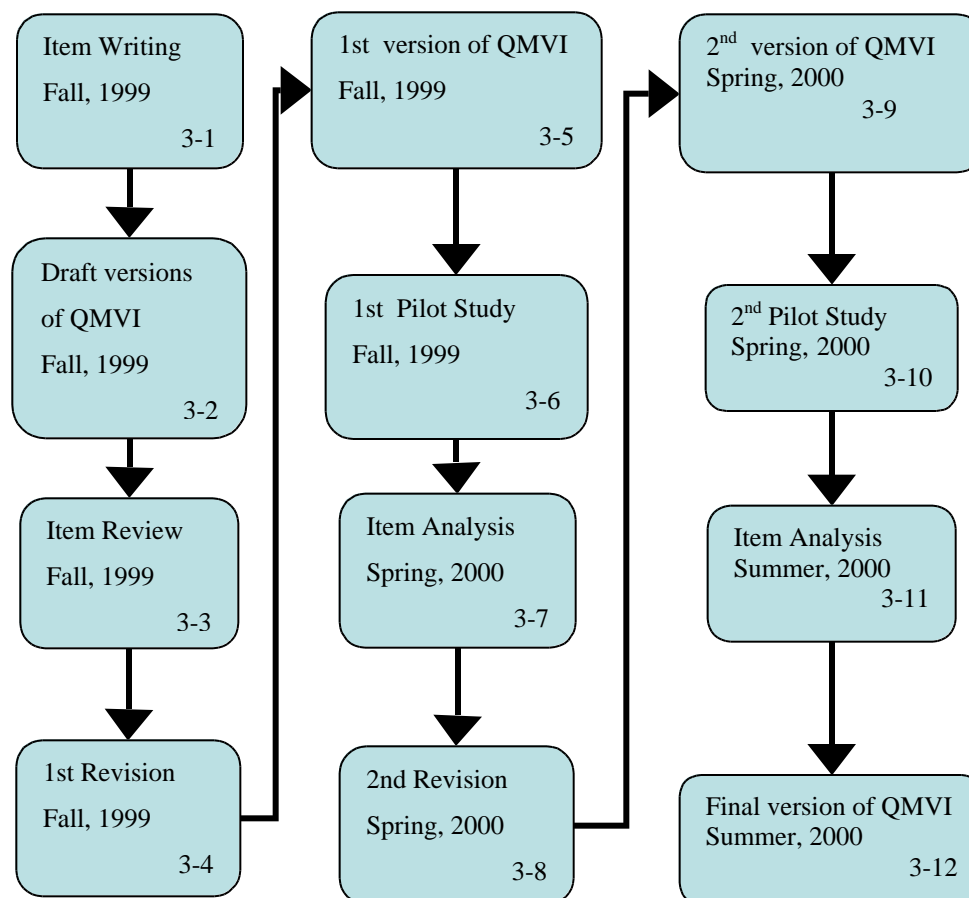 Item Writing
Fall, 1999
3-1
Draft versions
of QMVI
Fall, 1999
3-2
Item Review
Fall, 1999
3-3
1st Revision
Fall, 1999
3-4
1st version of QMVI
Fall, 1999
3-5
1st Pilot Study
Fall, 1999
3-6
Item Analysis
Spring, 2000
3-7
2nd Revision
Spring, 2000
3-8
2nd version of QMVI
Spring, 2000
3-9
2nd Pilot Study
Spring, 2000
3-10
Item Analysis
Summer, 2000
3-11
Final version of QMVI
Summer, 2000
3-12